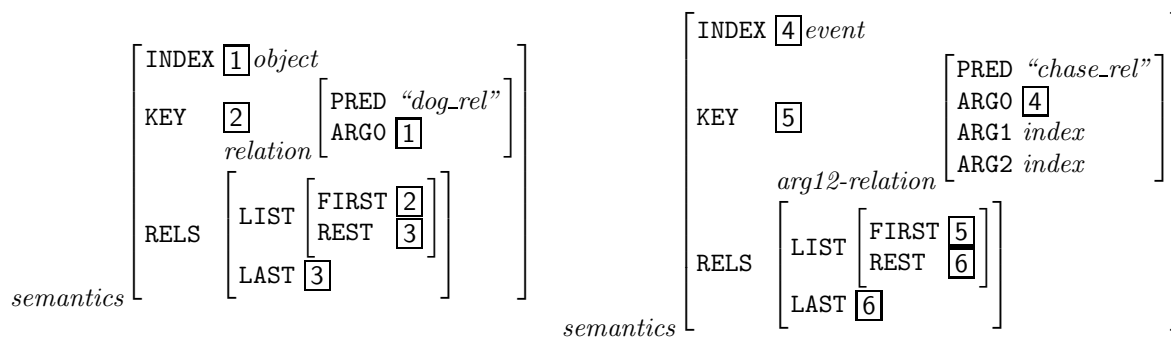 INDEX 1 object
KEY 2 relation
PRED “dog_rel”
ARG0 1
RELS
LIST
FIRST 2
REST 3
LAST 3
semantics
INDEX 4 event
KEY 5
PRED “chase_rel”
ARG0 4
ARG1 index
ARG2 index
arg12-relation
RELS
LIST
FIRST 5
REST 6
LAST 6
semantics